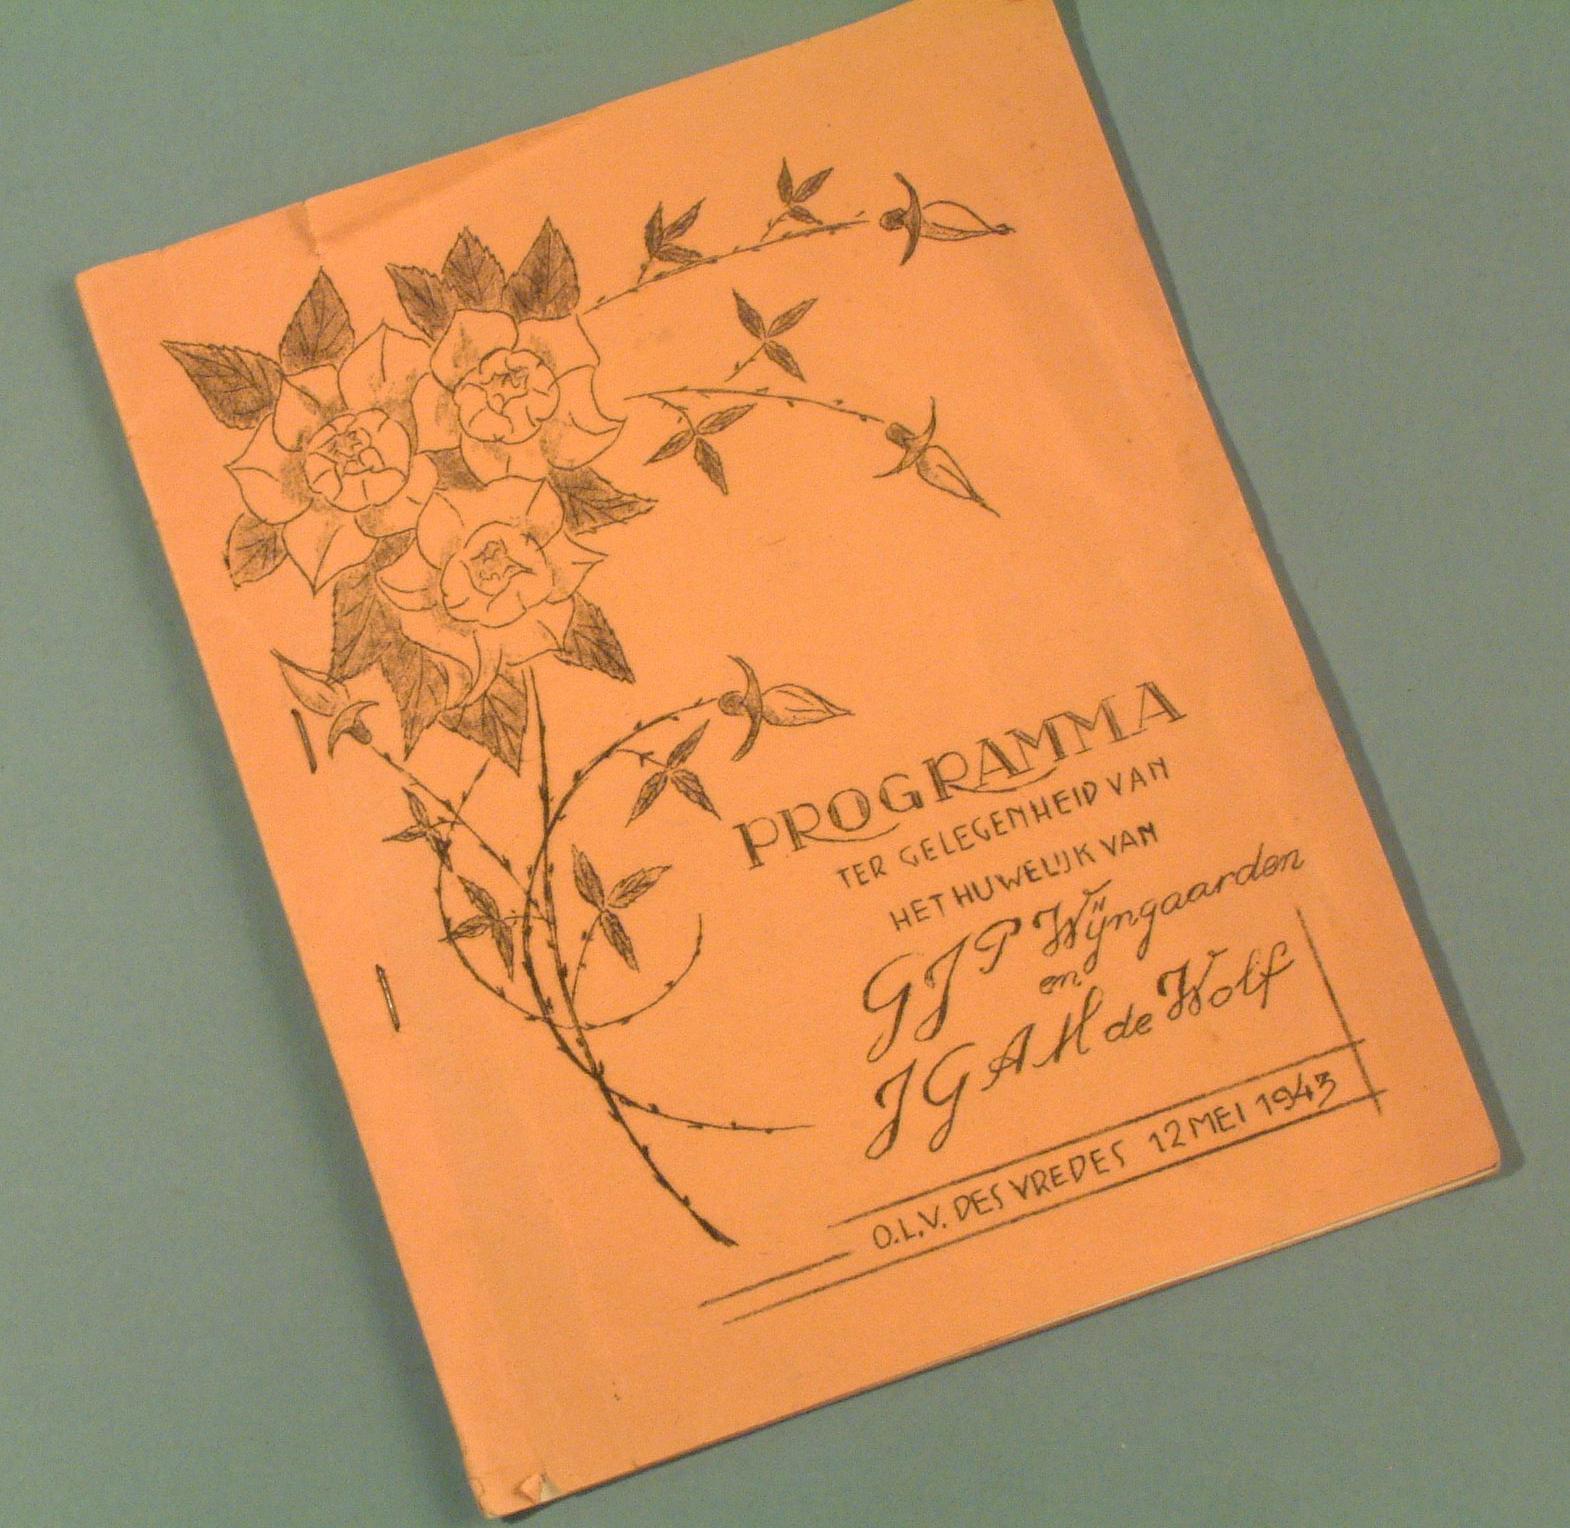 PROGRAMMA
TER GELEGENHEID VAN
HET HUWELIJK VAN
G J P Wijngaarden
en
J G A H de Wolf
O.L.V. DES VREDES 12 MEI 1943